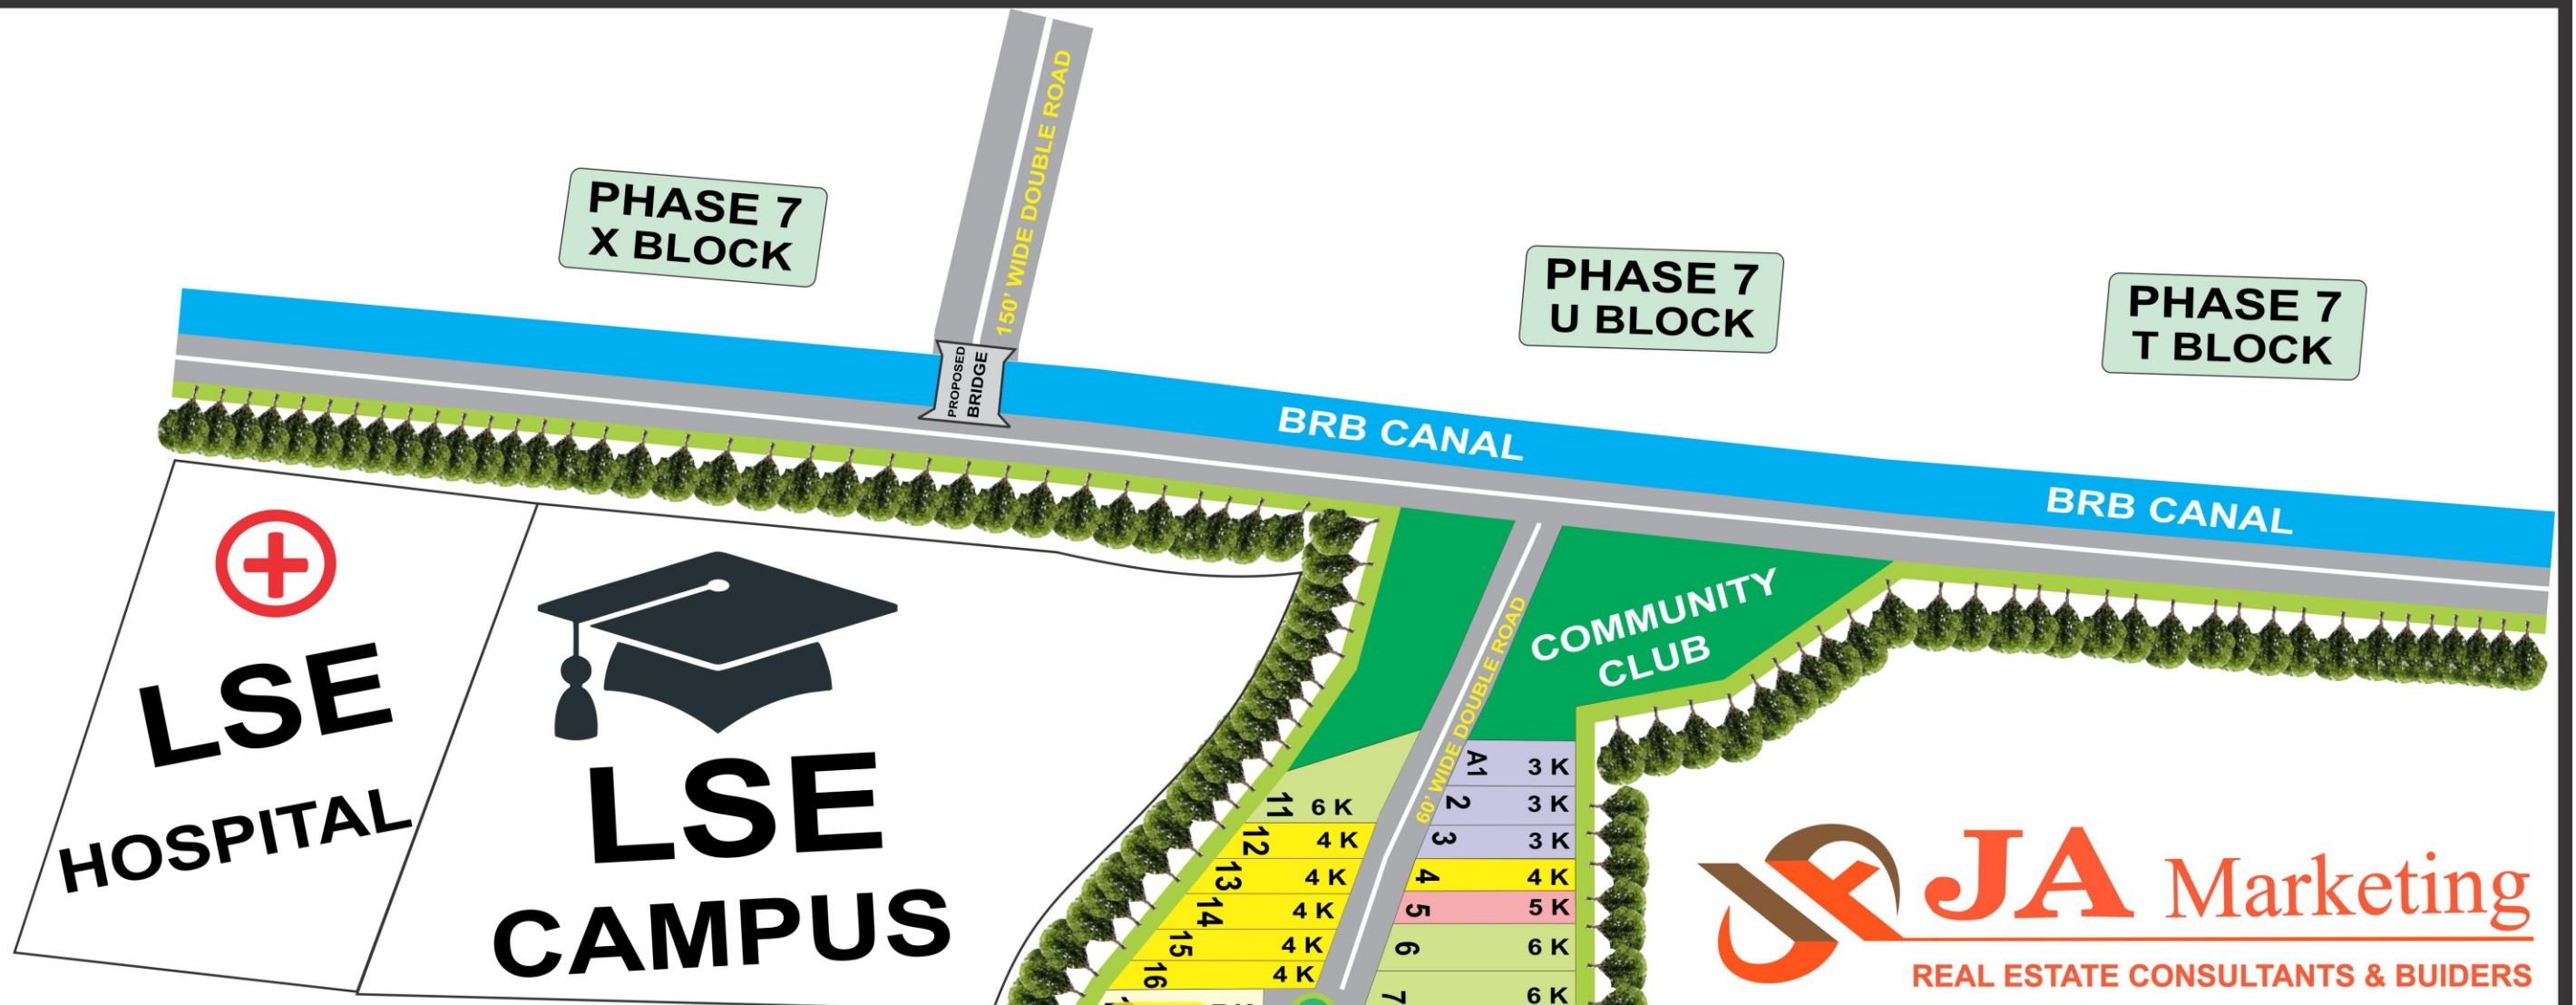 150' WIDE DOUBLE ROAD
PHASE 7
X BLOCK
PHASE 7
U BLOCK
PHASE 7
T BLOCK
PROPOSED
BRIDGE
BRB CANAL
BRB CANAL
LSE
HOSPITAL
LSE
CAMPUS
COMMUNITY
CLUB
60' WIDE DOUBLE ROAD
A1 3 K
2 3 K
3 3 K
4 4 K
5 5 K
6 6 K
7 6 K
11 6 K
12 4 K
13 4 K
14 4 K
15 4 K
16 4 K
JA Marketing
REAL ESTATE CONSULTANTS & BUIDERS